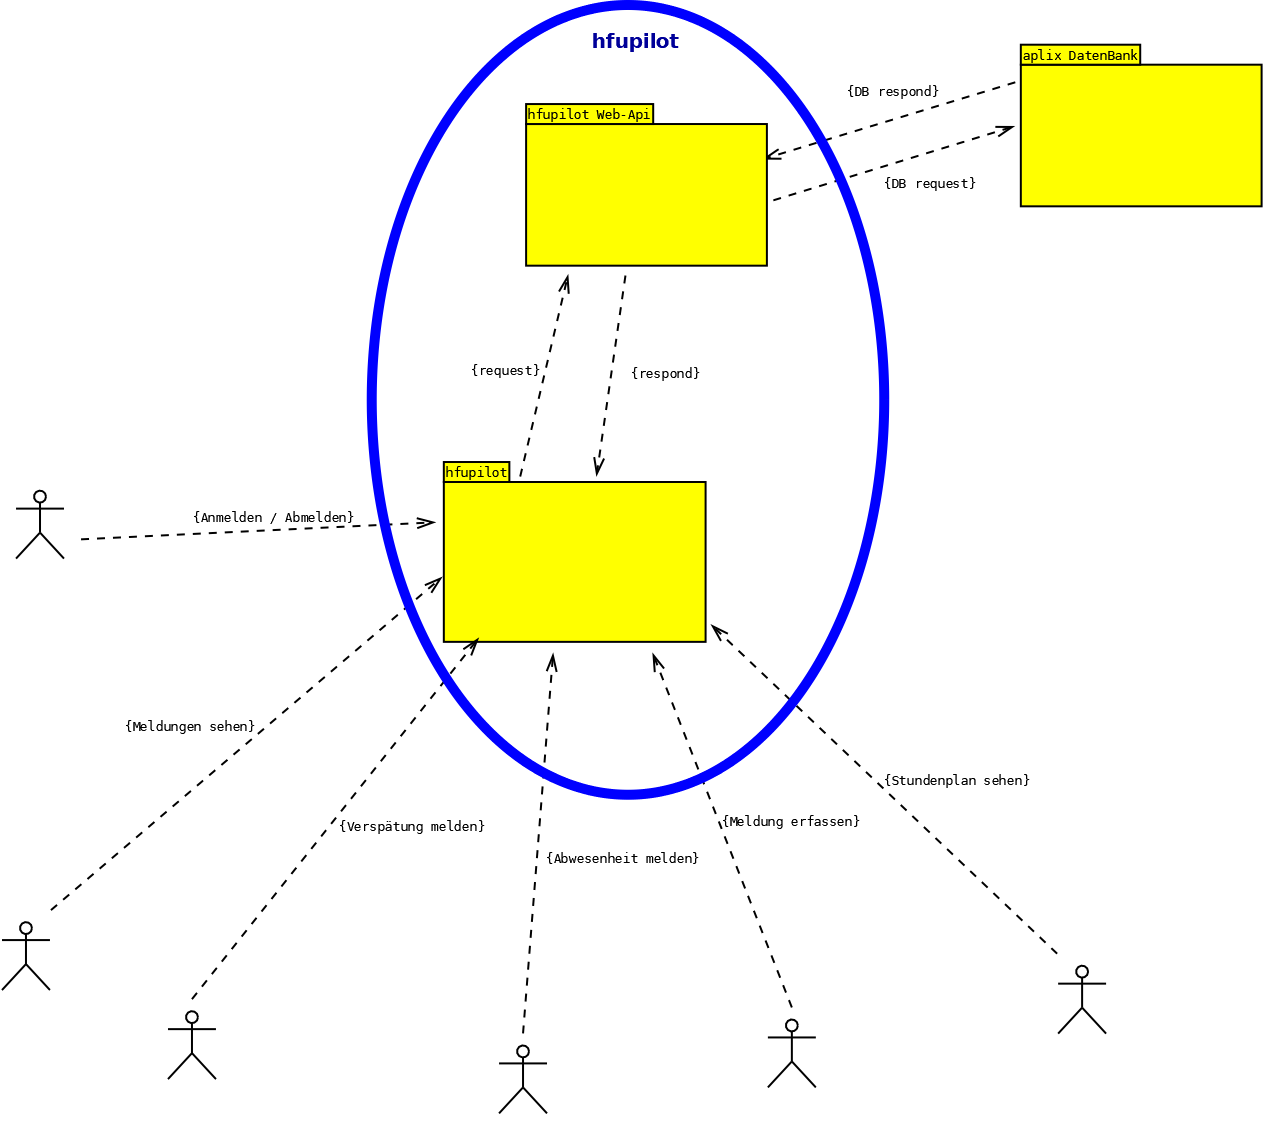 hfupilot
aplix DatenBank
{DB respond}
hfupilot Web-Api
{DB request}
{request}
{respond}
hfupilot
{Anmelden / Abmelden}
{Meldungen sehen}
{Stundenplan sehen}
{Verspätung melden}
{Meldung erfassen}
{Abwesenheit melden}